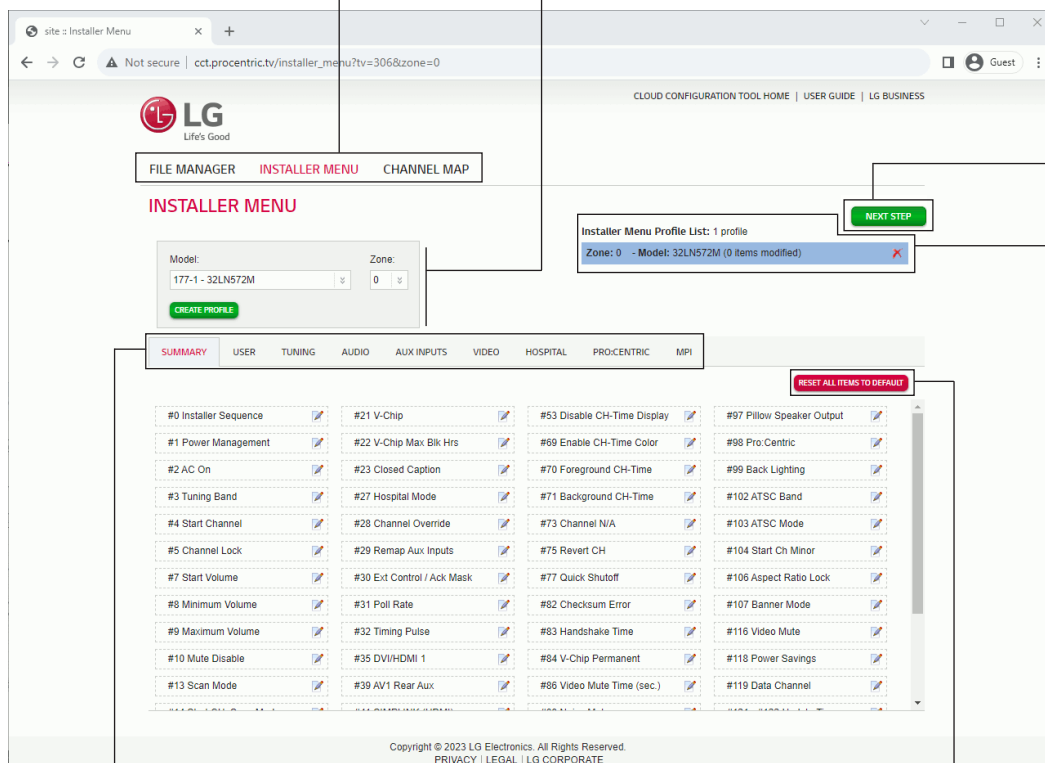 site :: Installer Menu
Not secure | cct.procentric.tv/installer_menu?tv=306&zone=0
Guest
CLOUD CONFIGURATION TOOL HOME | USER GUIDE | LG BUSINESS
LG
Life's Good
FILE MANAGER INSTALLER MENU CHANNEL MAP
INSTALLER MENU
NEXT STEP
Installer Menu Profile List: 1 profile
Zone: 0 - Model: 32LN572M (0 items modified)
Model: Zone:
177-1 - 32LN572M 0
CREATE PROFILE
SUMMARY USER TUNING AUDIO AUX INPUTS VIDEO HOSPITAL PRO:CENTRIC MPI
RESET ALL ITEMS TO DEFAULT
#0 Installer Sequence #21 V-Chip #53 Disable CH-Time Display #97 Pillow Speaker Output
#1 Power Management #22 V-Chip Max Blk Hrs #69 Enable CH-Time Color #98 Pro:Centric
#2 AC On #23 Closed Caption #70 Foreground CH-Time #99 Back Lighting
#3 Tuning Band #27 Hospital Mode #71 Background CH-Time #102 ATSC Band
#4 Start Channel #28 Channel Override #73 Channel N/A #103 ATSC Mode
#5 Channel Lock #29 Remap Aux Inputs #75 Revert CH #104 Start Ch Minor
#7 Start Volume #30 Ext Control / Ack Mask #77 Quick Shutoff #106 Aspect Ratio Lock
#8 Minimum Volume #31 Poll Rate #82 Checksum Error #107 Banner Mode
#9 Maximum Volume #32 Timing Pulse #83 Handshake Time #116 Video Mute
#10 Mute Disable #35 DVI/HDMI 1 #84 V-Chip Permanent #118 Power Savings
#13 Scan Mode #39 AV1 Rear Aux #86 Video Mute Time (sec.) #119 Data Channel
Copyright © 2023 LG Electronics. All Rights Reserved.
PRIVACY | LEGAL | LG CORPORATE